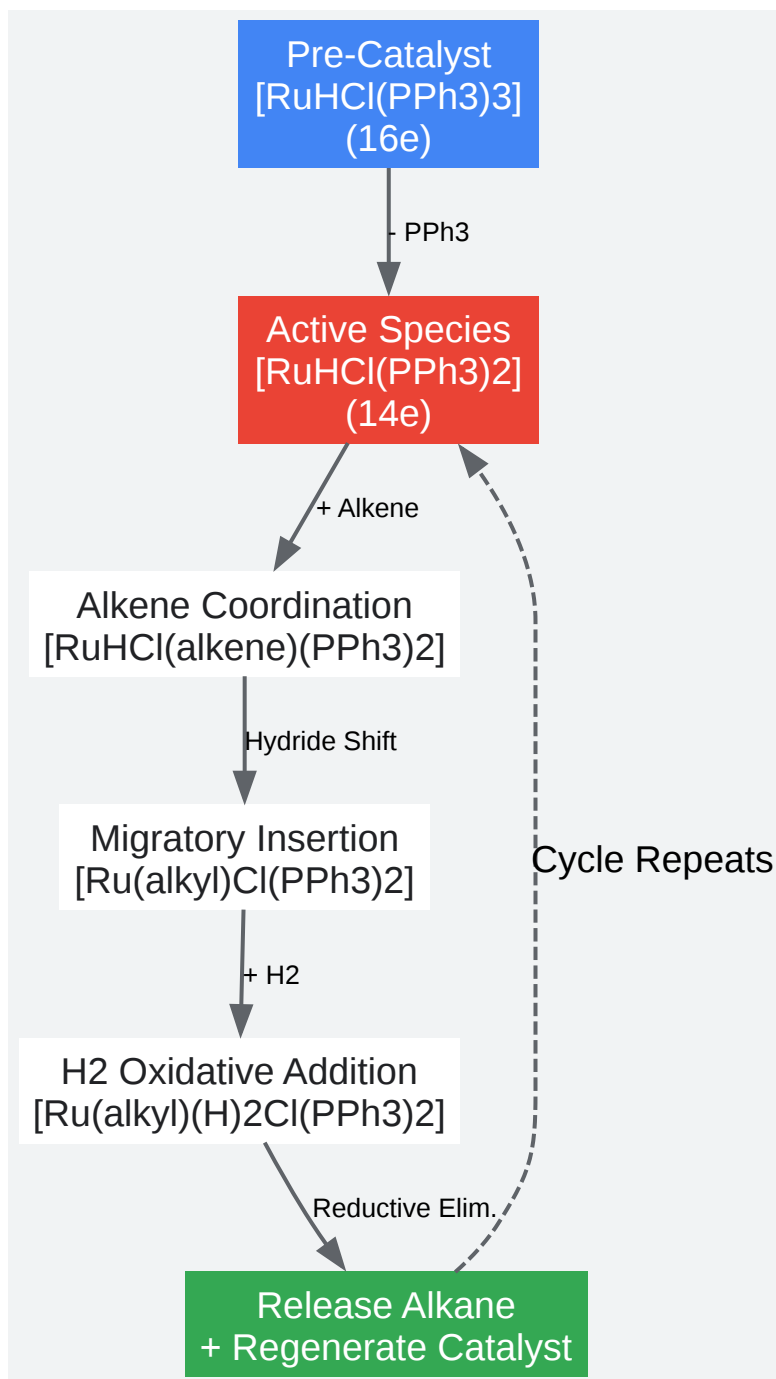 Pre-Catalyst
[RuHCl(PPh3)3]
(16e)
- PPh3
Active Species
[RuHCl(PPh3)2]
(14e)
+ Alkene
Alkene Coordination
[RuHCl(alkene)(PPh3)2]
Hydride Shift
Migratory Insertion
[Ru(alkyl)Cl(PPh3)2]
Cycle Repeats
+ H2
H2 Oxidative Addition
[Ru(alkyl)(H)2Cl(PPh3)2]
Reductive Elim.
Release Alkane
+ Regenerate Catalyst